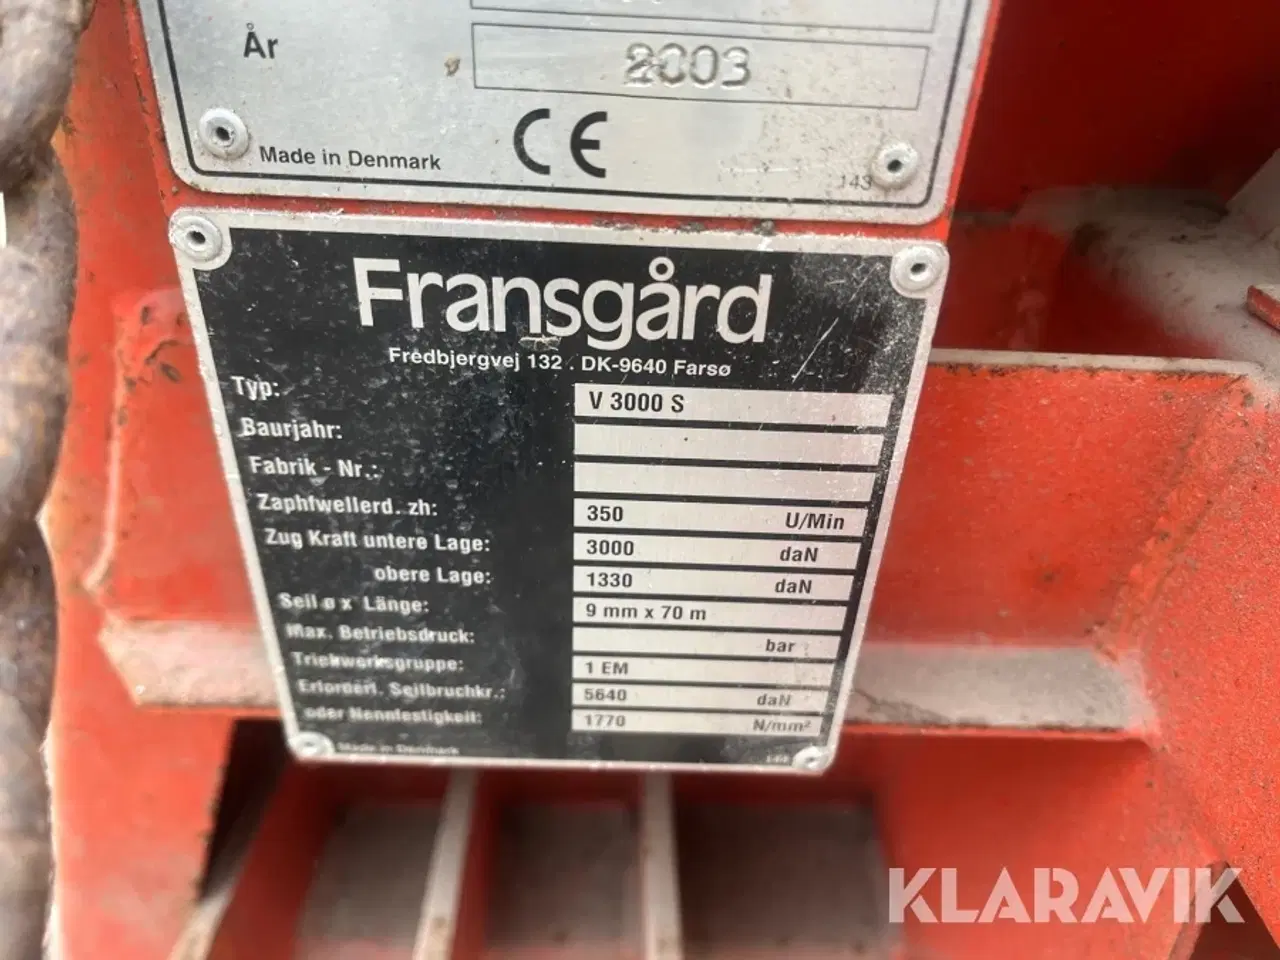 År 2003
Made in Denmark CE 143
Fransgård
Fredbjergvej 132 . DK-9640 Farsø
Typ: V 3000 S
Baurjahr:
Fabrik - Nr.:
Zaphfwellerd. zh: 350 U/Min
Zug Kraft untere Lage: 3000 daN
obere Lage: 1330 daN
Seil ø x Länge: 9 mm x 70 m
Max. Betriebsdruck: bar
Triebwerksgruppe: 1 EM
Erforderl. Seilbruchkr.: 5640 daN
oder Nennfestigkeit: 1770 N/mm²
Made in Denmark
KLARAVIK